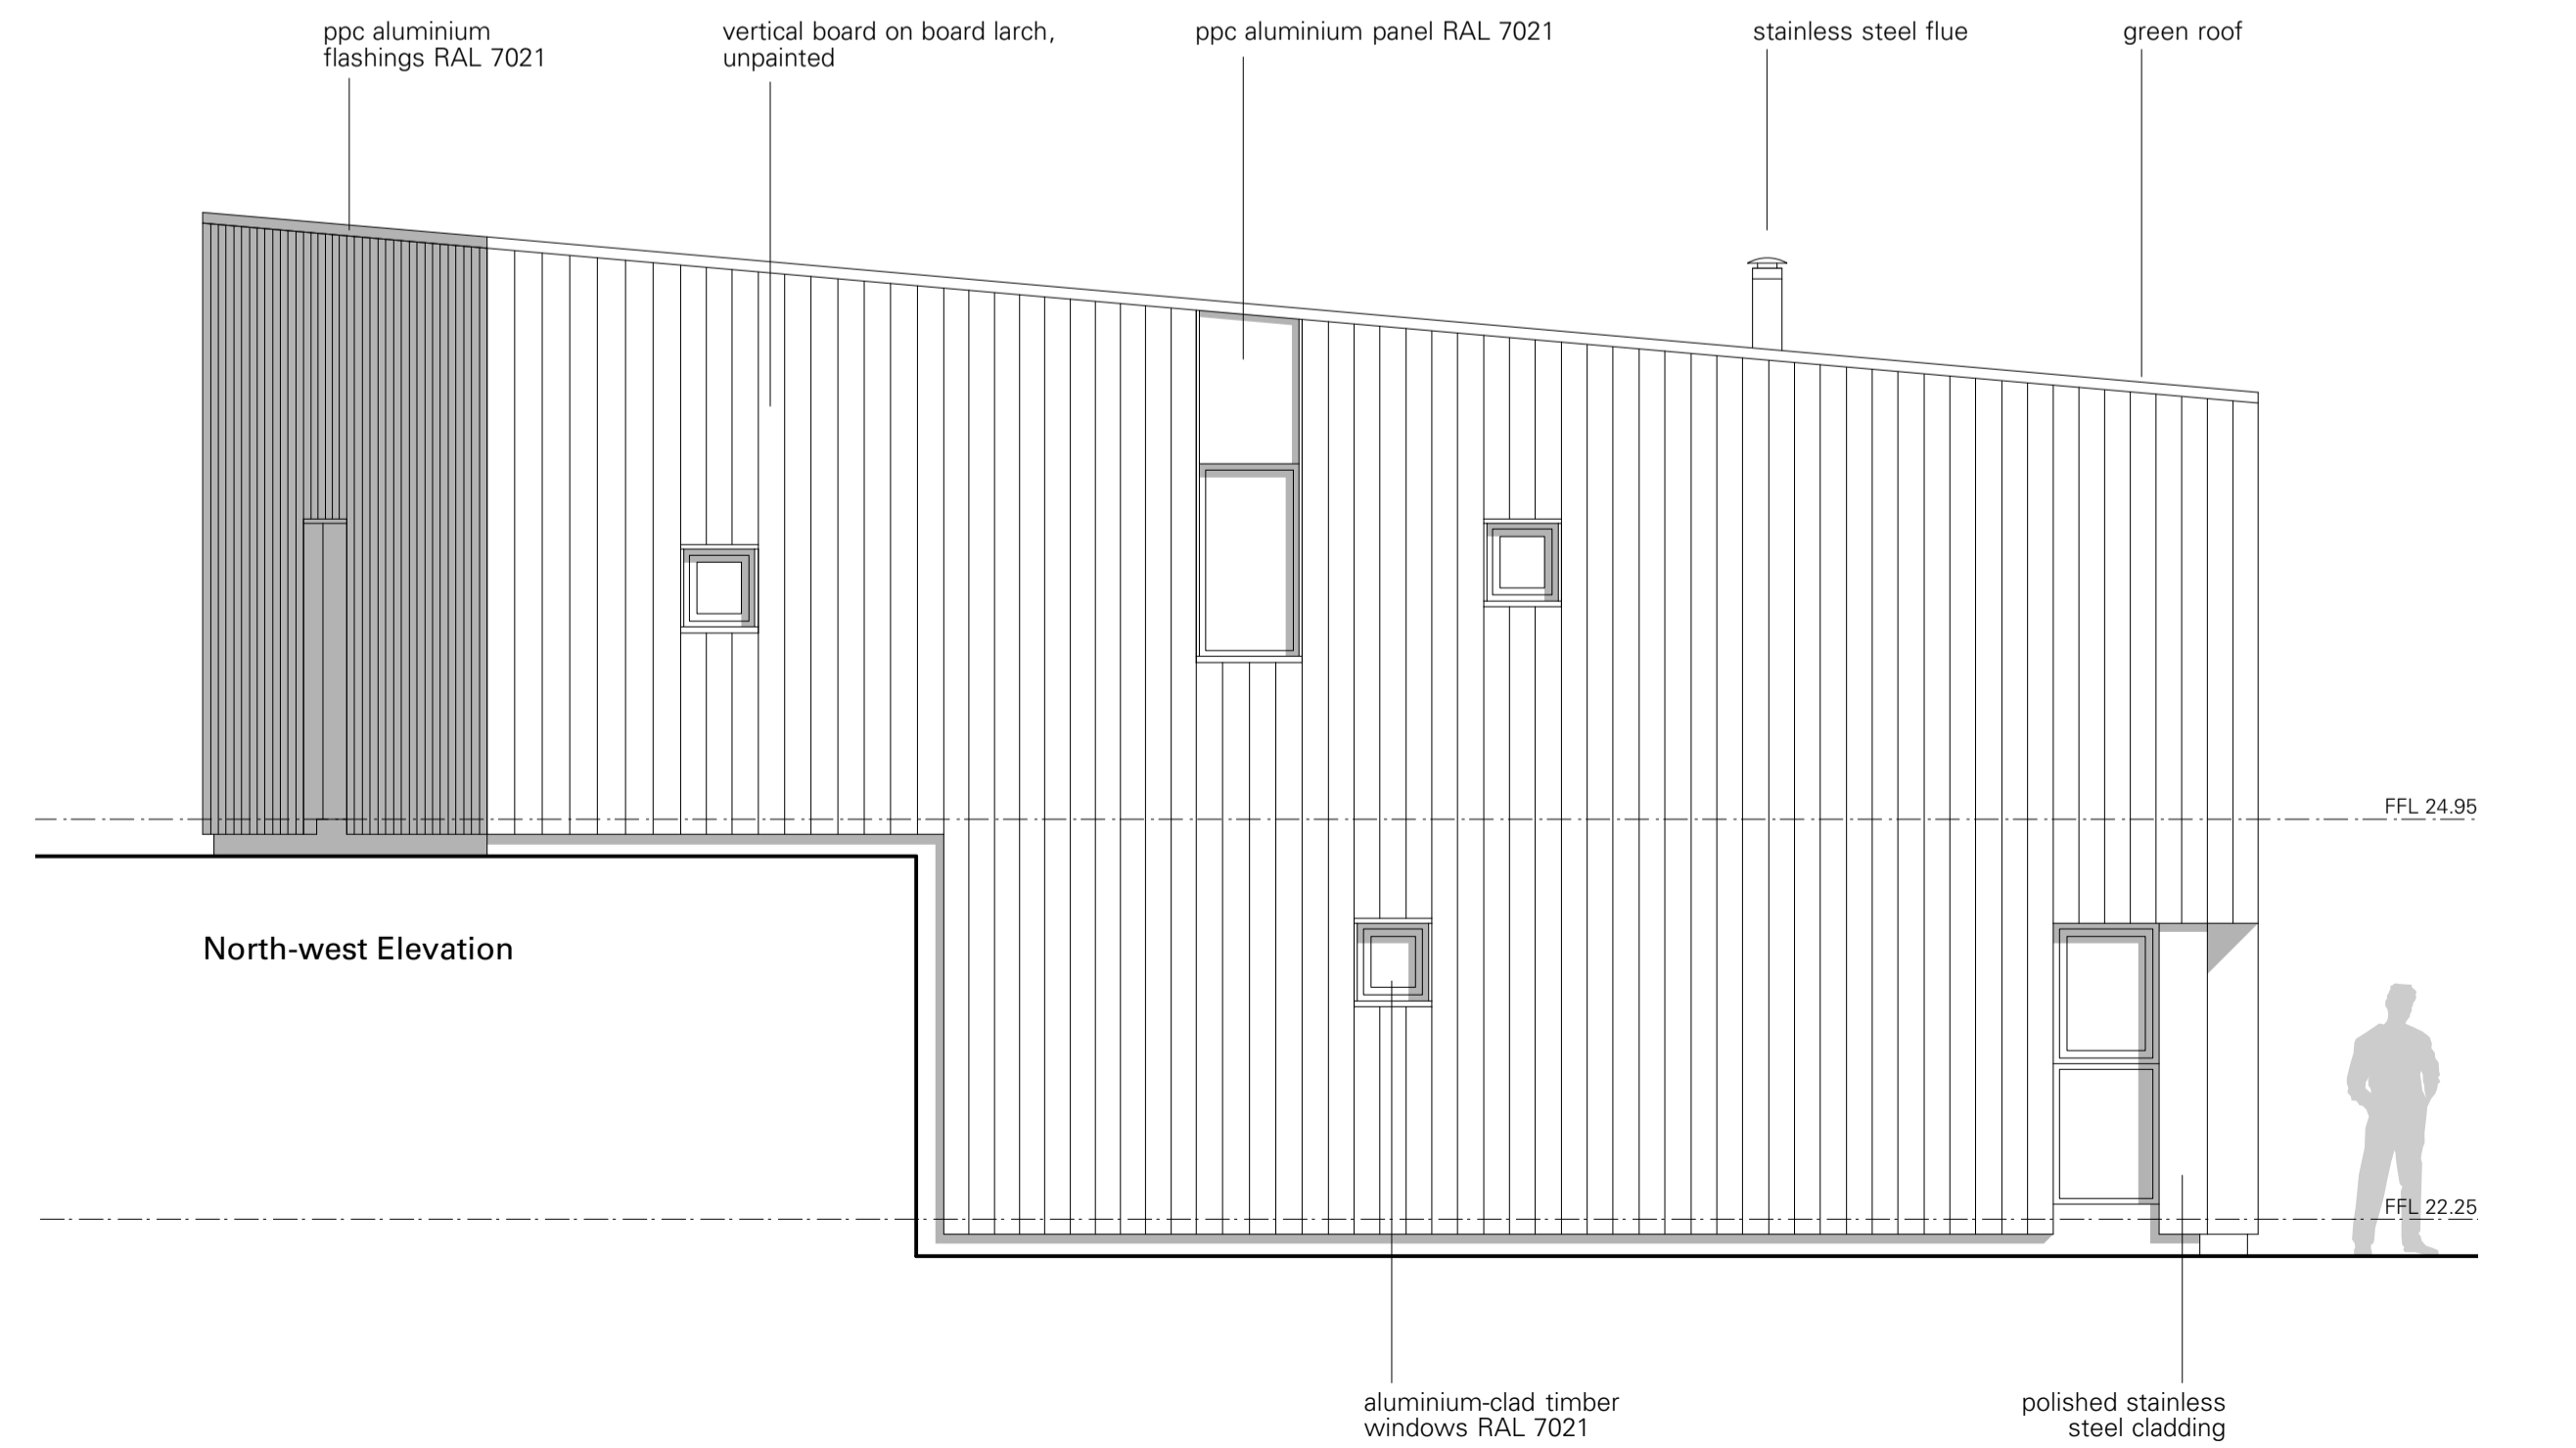 ppc aluminium
flashings RAL 7021
vertical board on board larch,
unpainted
ppc aluminium panel RAL 7021
stainless steel flue
green roof
FFL 24.95
North-west Elevation
FFL 22.25
aluminium-clad timber
windows RAL 7021
polished stainless
steel cladding